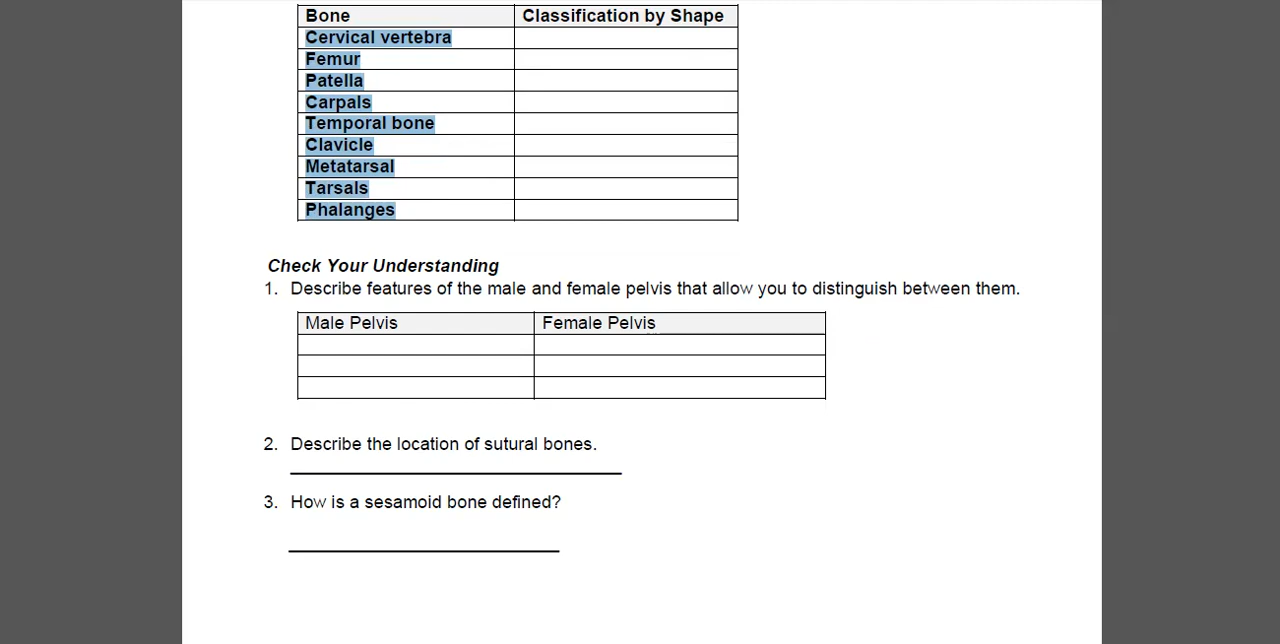 Bone Classification by Shape
Cervical vertebra
Femur
Patella
Carpals
Temporal bone
Clavicle
Metatarsal
Tarsals
Phalanges
Check Your Understanding
1. Describe features of the male and female pelvis that allow you to distinguish between them.
Male Pelvis Female Pelvis
2. Describe the location of sutural bones.
3. How is a sesamoid bone defined?